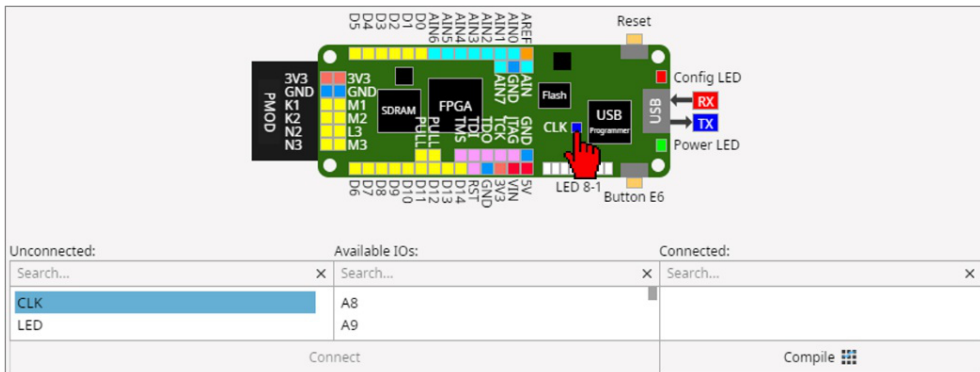 D5 D4 D3 D2 D1 D0 AIN6 AIN5 AIN4 AIN3 AIN2 AIN1 AIN0 AREF
Reset
AIN7 GND AIN
3V3 3V3
GND GND
K1 M1
K2 M2
N2 L3
N3 M3
PMOD
SDRAM
FPGA
Flash
CLK
USB
Programmer
USB
Config LED
RX
TX
Power LED
PULL PULL TMS TDI TDO TCK JTAG GND
D6 D7 D8 D9 D10 D11 D12 D13 D14 RST GND 3V3 VIN 5V
LED 8-1
Button E6
Unconnected: Available IOs: Connected:
Search... × Search... × Search... ×
CLK A8
LED A9
Connect Compile